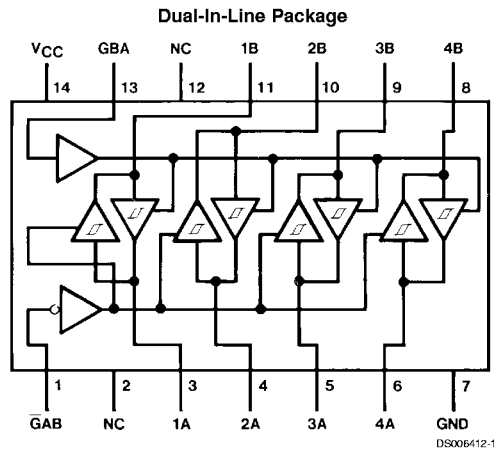 Dual-In-Line Package
VCC GBA NC 1B 2B 3B 4B
14 13 12 11 10 9 8
1 2 3 4 5 6 7
G̅AB NC 1A 2A 3A 4A GND
DS006412-1